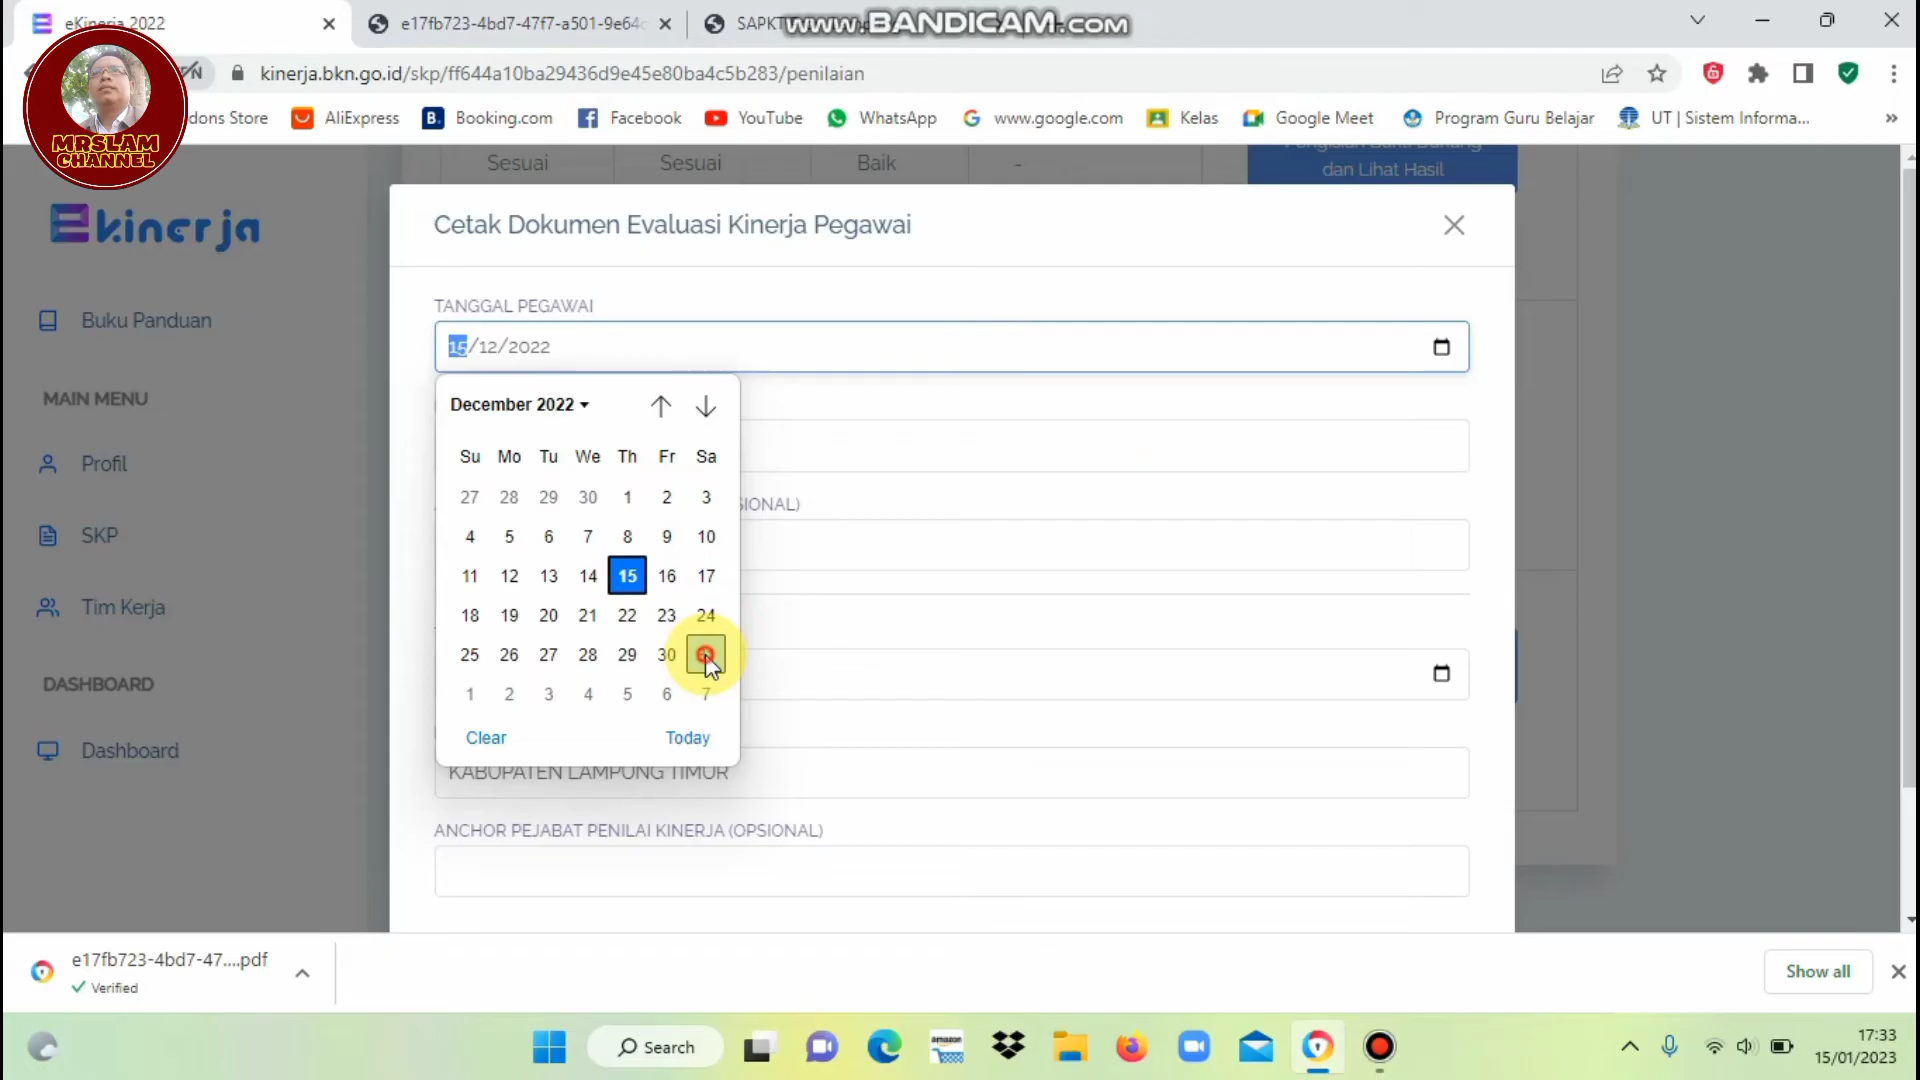 eKinerja 2022
e17fb723-4bd7-47f7-a501-9e64c
SAPKT
www.BANDICAM.com
kinerja.bkn.go.id/skp/ff644a10ba29436d9e45e80ba4c5b283/penilaian
MRSLAM
CHANNEL
dons Store
AliExpress
Booking.com
Facebook
YouTube
WhatsApp
www.google.com
Kelas
Google Meet
Program Guru Belajar
UT | Sistem Informa...
»
Sesuai
Sesuai
Baik
-
dan Lihat Hasil
Ekinerja
Buku Panduan
MAIN MENU
Profil
SKP
Tim Kerja
DASHBOARD
Dashboard
Cetak Dokumen Evaluasi Kinerja Pegawai
TANGGAL PEGAWAI
15/12/2022
December 2022
Su Mo Tu We Th Fr Sa
27 28 29 30 1 2 3
4 5 6 7 8 9 10
11 12 13 14 15 16 17
18 19 20 21 22 23 24
25 26 27 28 29 30
1 2 3 4 5 6 7
Clear Today
IONAL)
KABUPATEN LAMPUNG TIMUR
ANCHOR PEJABAT PENILAI KINERJA (OPSIONAL)
e17fb723-4bd7-47....pdf
Verified
Show all
Search
amazon
17:33
15/01/2023